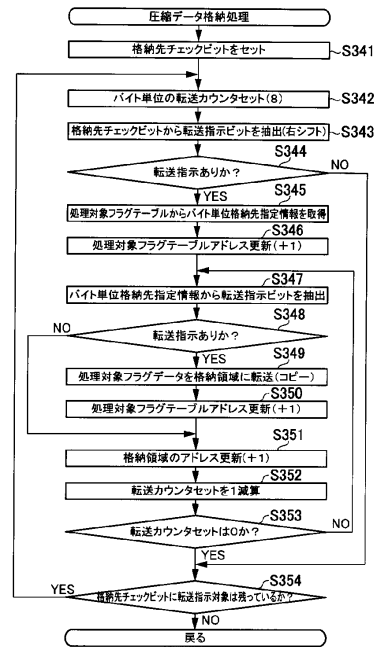 圧縮データ格納処理
格納先チェックビットをセット
S341
バイト単位の転送カウンタセット(8)
S342
格納先チェックビットから転送指示ビットを抽出(右シフト)
S343
S344
転送指示ありか?
NO
YES
S345
処理対象フラグテーブルからバイト単位格納先指定情報を取得
S346
処理対象フラグテーブルアドレス更新(+1)
S347
バイト単位格納先指定情報から転送指示ビットを抽出
S348
NO
転送指示ありか?
YES
S349
処理対象フラグデータを格納領域に転送(コピー)
S350
処理対象フラグテーブルアドレス更新(+1)
S351
格納領域のアドレス更新(+1)
S352
転送カウンタセットを1減算
S353
転送カウンタセットは0か?
NO
YES
S354
YES
格納先チェックビットに転送指示対象は残っているか?
NO
戻る